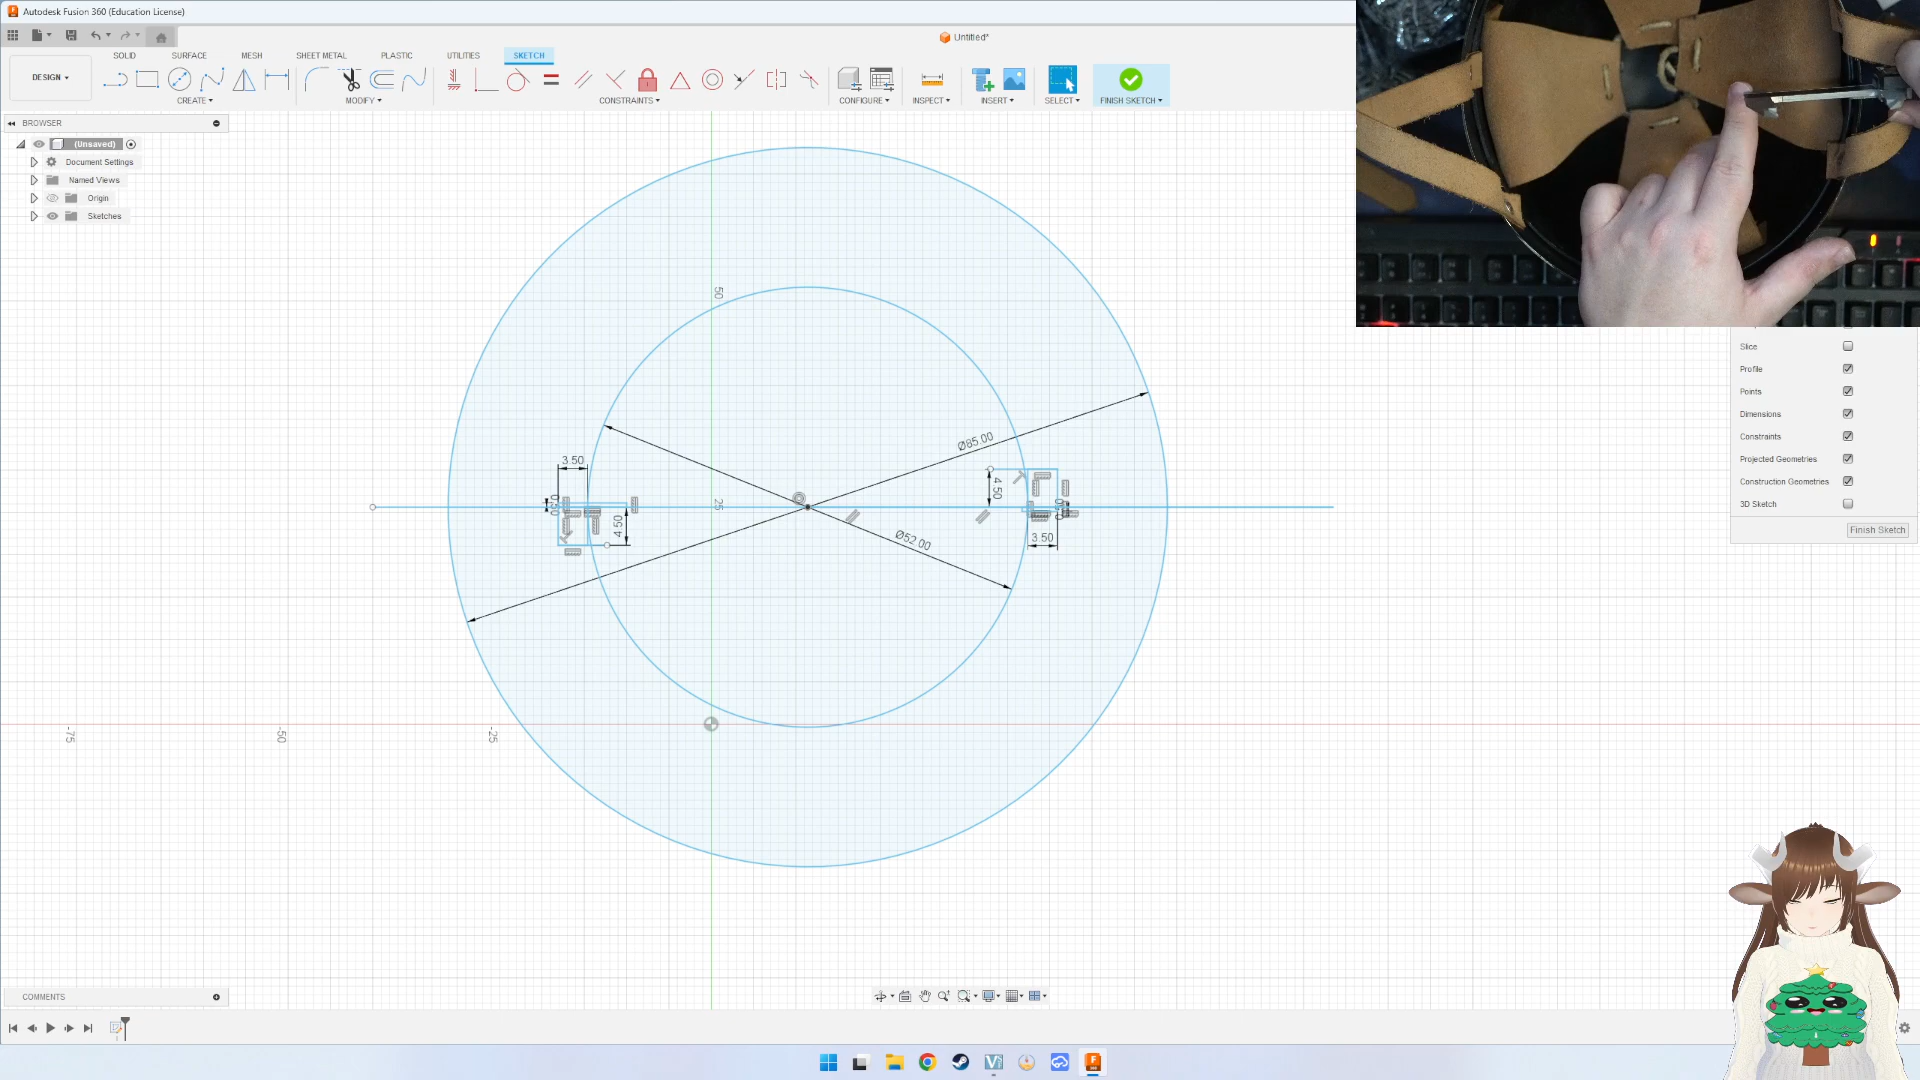 Autodesk Fusion 360 (Education License)
Untitled*
DESIGN
SOLID
SURFACE
MESH
SHEET METAL
PLASTIC
UTILITIES
SKETCH
CREATE
MODIFY
CONSTRAINTS
CONFIGURE
INSPECT
INSERT
SELECT
FINISH SKETCH
BROWSER
(Unsaved)
Document Settings
Named Views
Origin
Sketches
50
25
-25
-50
-75
Ø85.00
Ø52.00
3.50
4.50
4.50
3.50
Slice
Profile
Points
Dimensions
Constraints
Projected Geometries
Construction Geometries
3D Sketch
Finish Sketch
COMMENTS